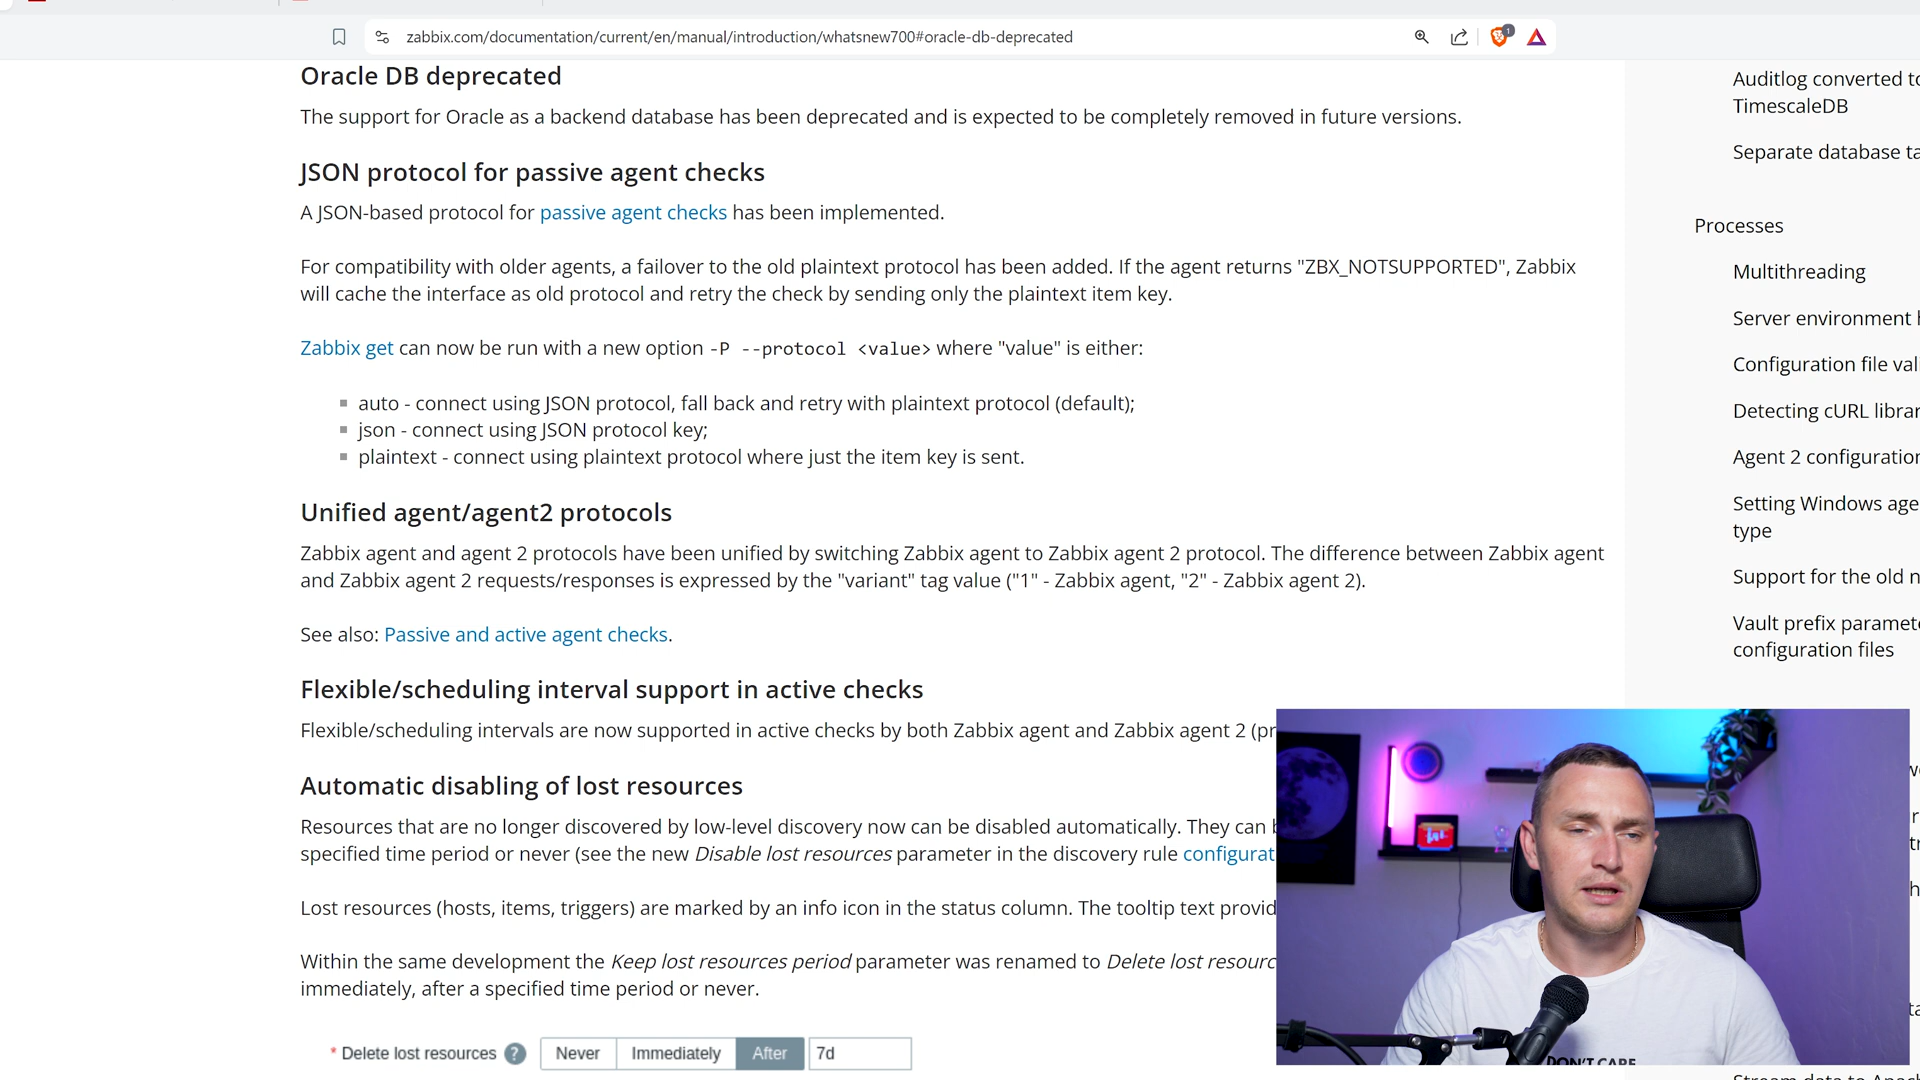 zabbix.com/documentation/current/en/manual/introduction/whatsnew700#oracle-db-deprecated
1
Oracle DB deprecated
The support for Oracle as a backend database has been deprecated and is expected to be completely removed in future versions.
JSON protocol for passive agent checks
A JSON-based protocol for passive agent checks has been implemented.
For compatibility with older agents, a failover to the old plaintext protocol has been added. If the agent returns "ZBX_NOTSUPPORTED", Zabbix
will cache the interface as old protocol and retry the check by sending only the plaintext item key.
Zabbix get can now be run with a new option -P --protocol <value> where "value" is either:
auto - connect using JSON protocol, fall back and retry with plaintext protocol (default);
json - connect using JSON protocol key;
plaintext - connect using plaintext protocol where just the item key is sent.
Unified agent/agent2 protocols
Zabbix agent and agent 2 protocols have been unified by switching Zabbix agent to Zabbix agent 2 protocol. The difference between Zabbix agent
and Zabbix agent 2 requests/responses is expressed by the "variant" tag value ("1" - Zabbix agent, "2" - Zabbix agent 2).
See also: Passive and active agent checks.
Flexible/scheduling interval support in active checks
Flexible/scheduling intervals are now supported in active checks by both Zabbix agent and Zabbix agent 2 (pr
Automatic disabling of lost resources
Resources that are no longer discovered by low-level discovery now can be disabled automatically. They can
specified time period or never (see the new Disable lost resources parameter in the discovery rule configurat
Lost resources (hosts, items, triggers) are marked by an info icon in the status column. The tooltip text provid
Within the same development the Keep lost resources period parameter was renamed to Delete lost resourc
immediately, after a specified time period or never.
* Delete lost resources ? Never Immediately After 7d
Auditlog converted to
TimescaleDB
Separate database ta
Processes
Multithreading
Server environment
Configuration file vali
Detecting cURL librar
Agent 2 configuration
Setting Windows age
type
Support for the old n
Vault prefix paramete
configuration files
DON'T CARE